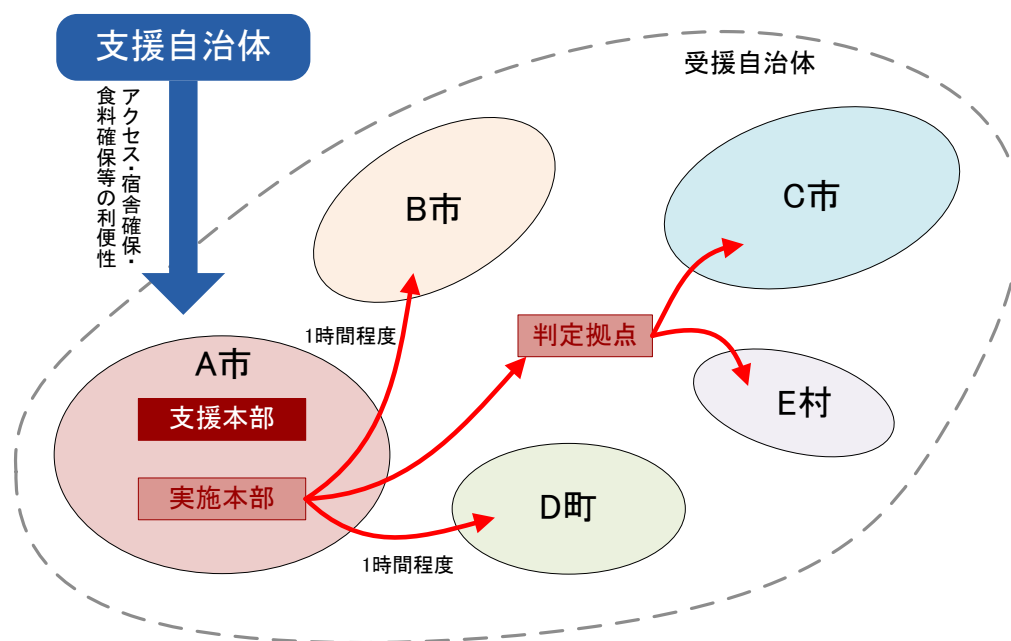 支援自治体
アクセス・宿舎確保・
食料確保等の利便性
受援自治体
B市
C市
1時間程度
判定拠点
A市
支援本部
E村
実施本部
D町
1時間程度